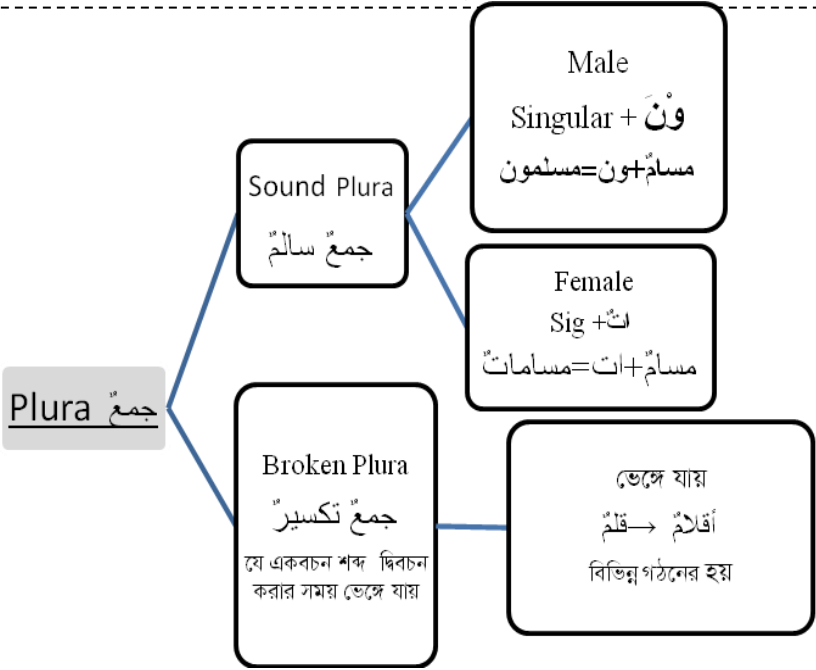 Plura جمعٌ
Sound Plura
جمعٌ سالمٌ
Male
Singular + وْنَ
مسامٌ+ون=مسلمون
Female
Sig +اتٌ
مسامٌ+ات=مساماتٌ
Broken Plura
جمعٌ تكسيرٌ
যে একবচন শব্দ দ্বিবচন
করার সময় ভেঙ্গে যায়
ভেঙ্গে যায়
أقلامٌ → قلمٌ
বিভিন্ন গঠনের হয়